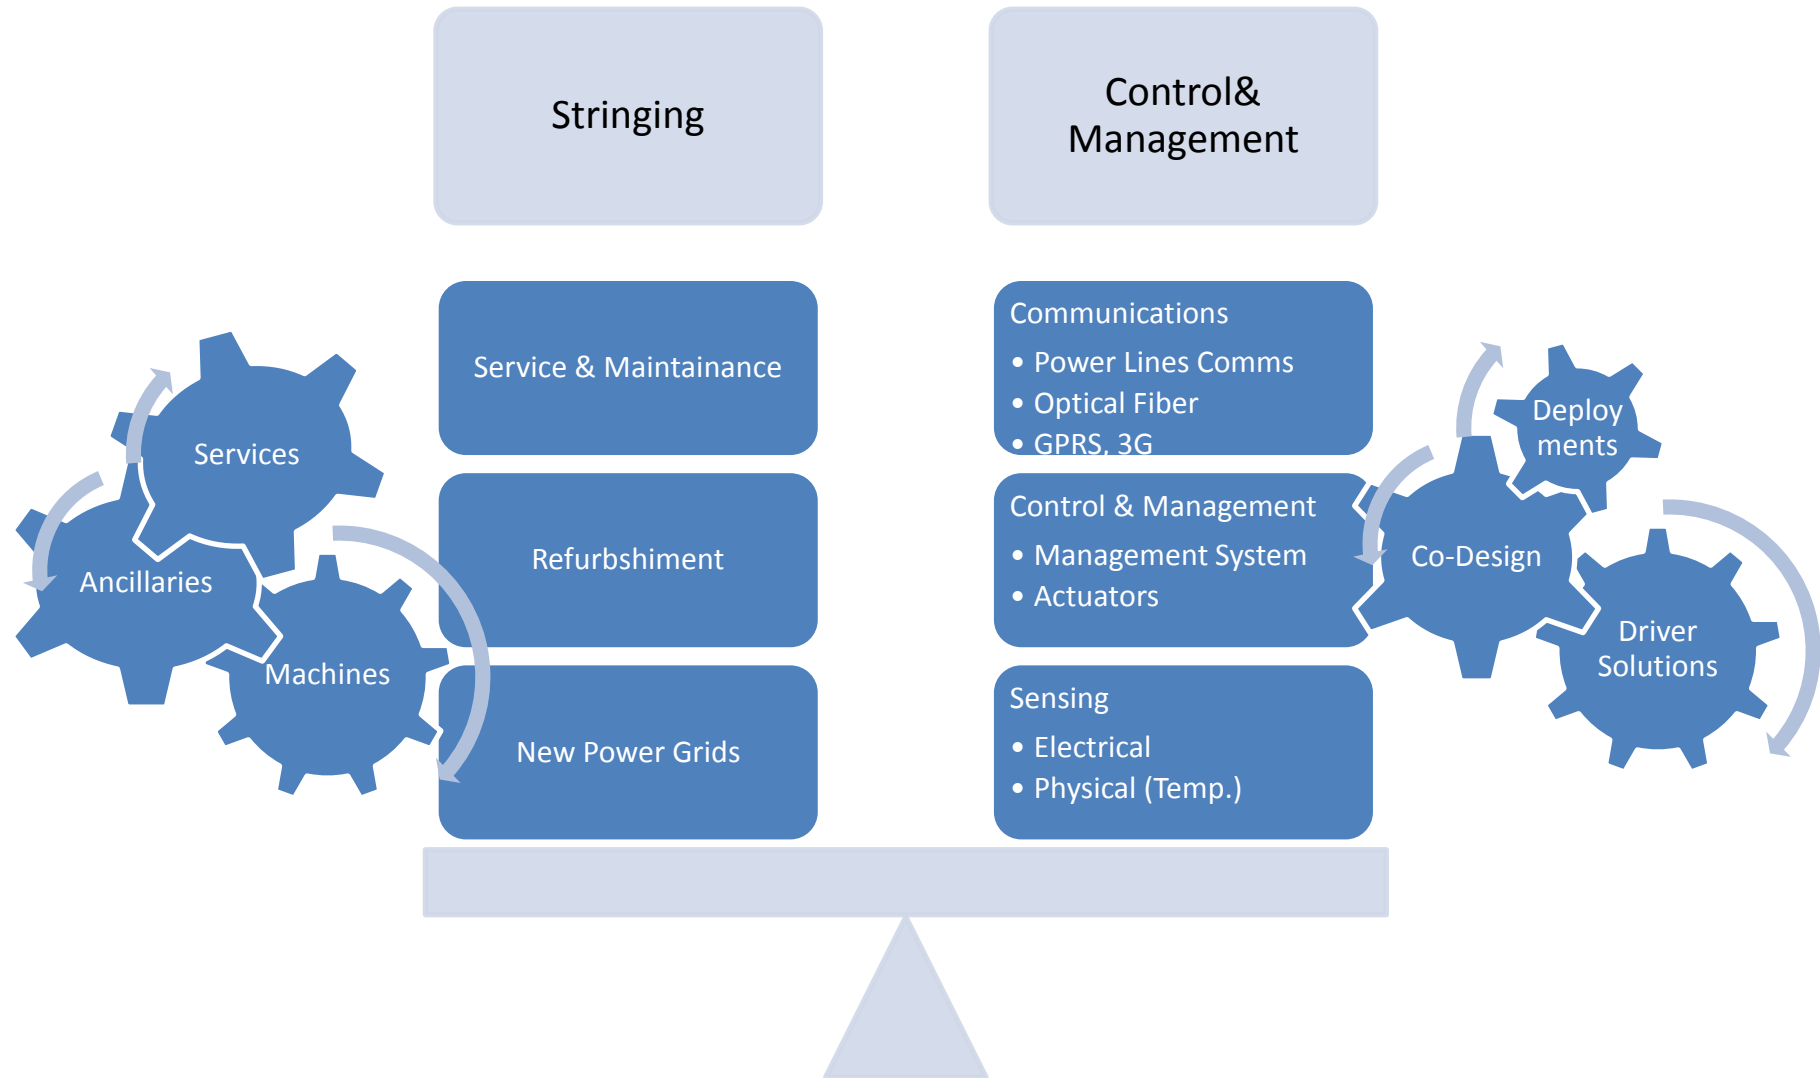 Stringing
Control&
Management
Service & Maintainance
Refurbshiment
New Power Grids
Communications
• Power Lines Comms
• Optical Fiber
• GPRS, 3G
Control & Management
• Management System
• Actuators
Sensing
• Electrical
• Physical (Temp.)
Services
Ancillaries
Machines
Deploy
ments
Co-Design
Driver
Solutions